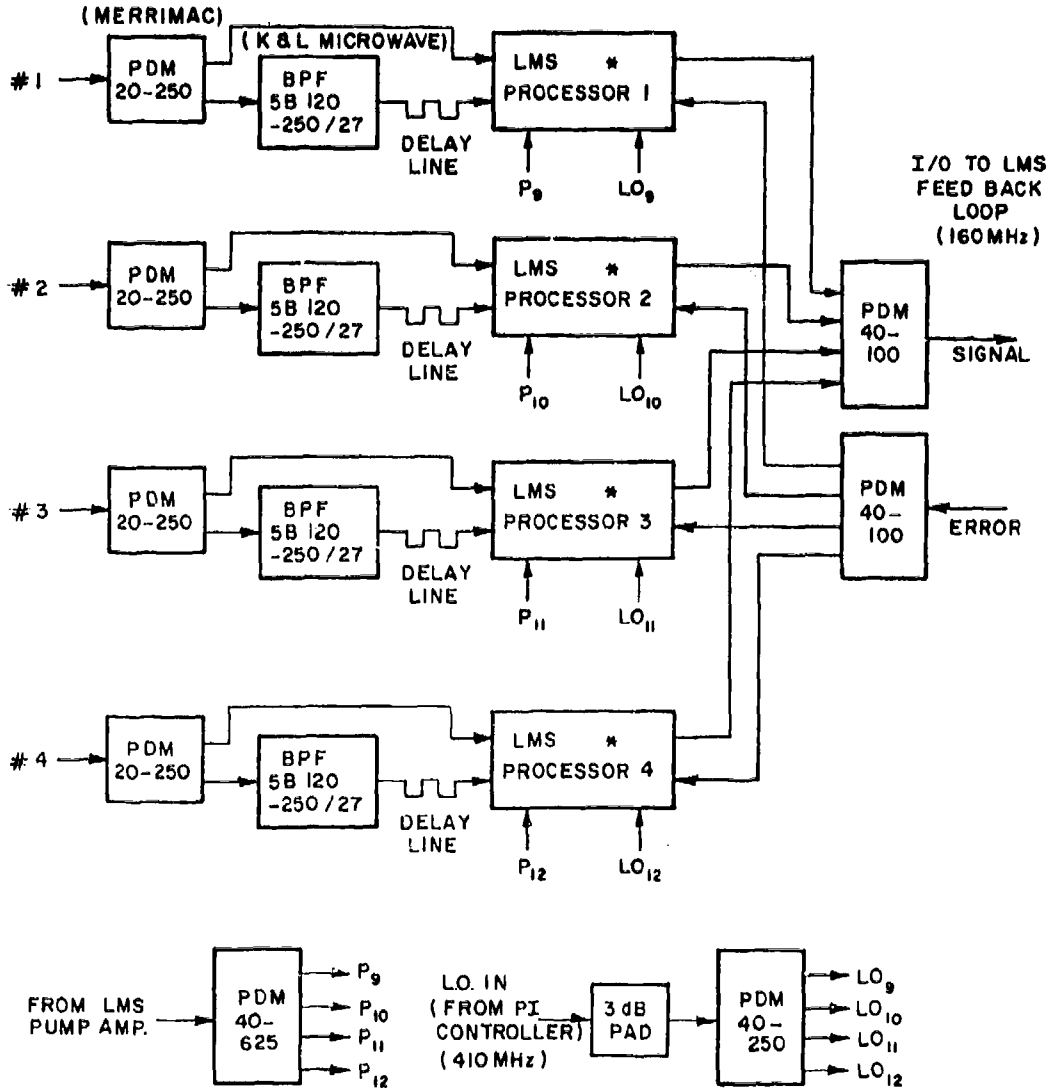 (MERRIMAC)
(K & L MICROWAVE)
#1
PDM
20-250
BPF
5B 120
-250/27
DELAY
LINE
LMS *
PROCESSOR 1
P9
LO9
I/O TO LMS
FEED BACK
LOOP
(160MHz)
#2
PDM
20-250
BPF
5B 120
-250/27
DELAY
LINE
LMS *
PROCESSOR 2
P10
LO10
PDM
40-
100
SIGNAL
#3
PDM
20-250
BPF
5B 120
-250/27
DELAY
LINE
LMS *
PROCESSOR 3
P11
LO11
PDM
40-
100
ERROR
#4
PDM
20-250
BPF
5B 120
-250/27
DELAY
LINE
LMS *
PROCESSOR 4
P12
LO12
FROM LMS
PUMP AMP.
PDM
40-
625
P9
P10
P11
P12
L.O. IN
(FROM PI
CONTROLLER)
(410MHz)
3 dB
PAD
PDM
40-
250
LO9
LO10
LO11
LO12